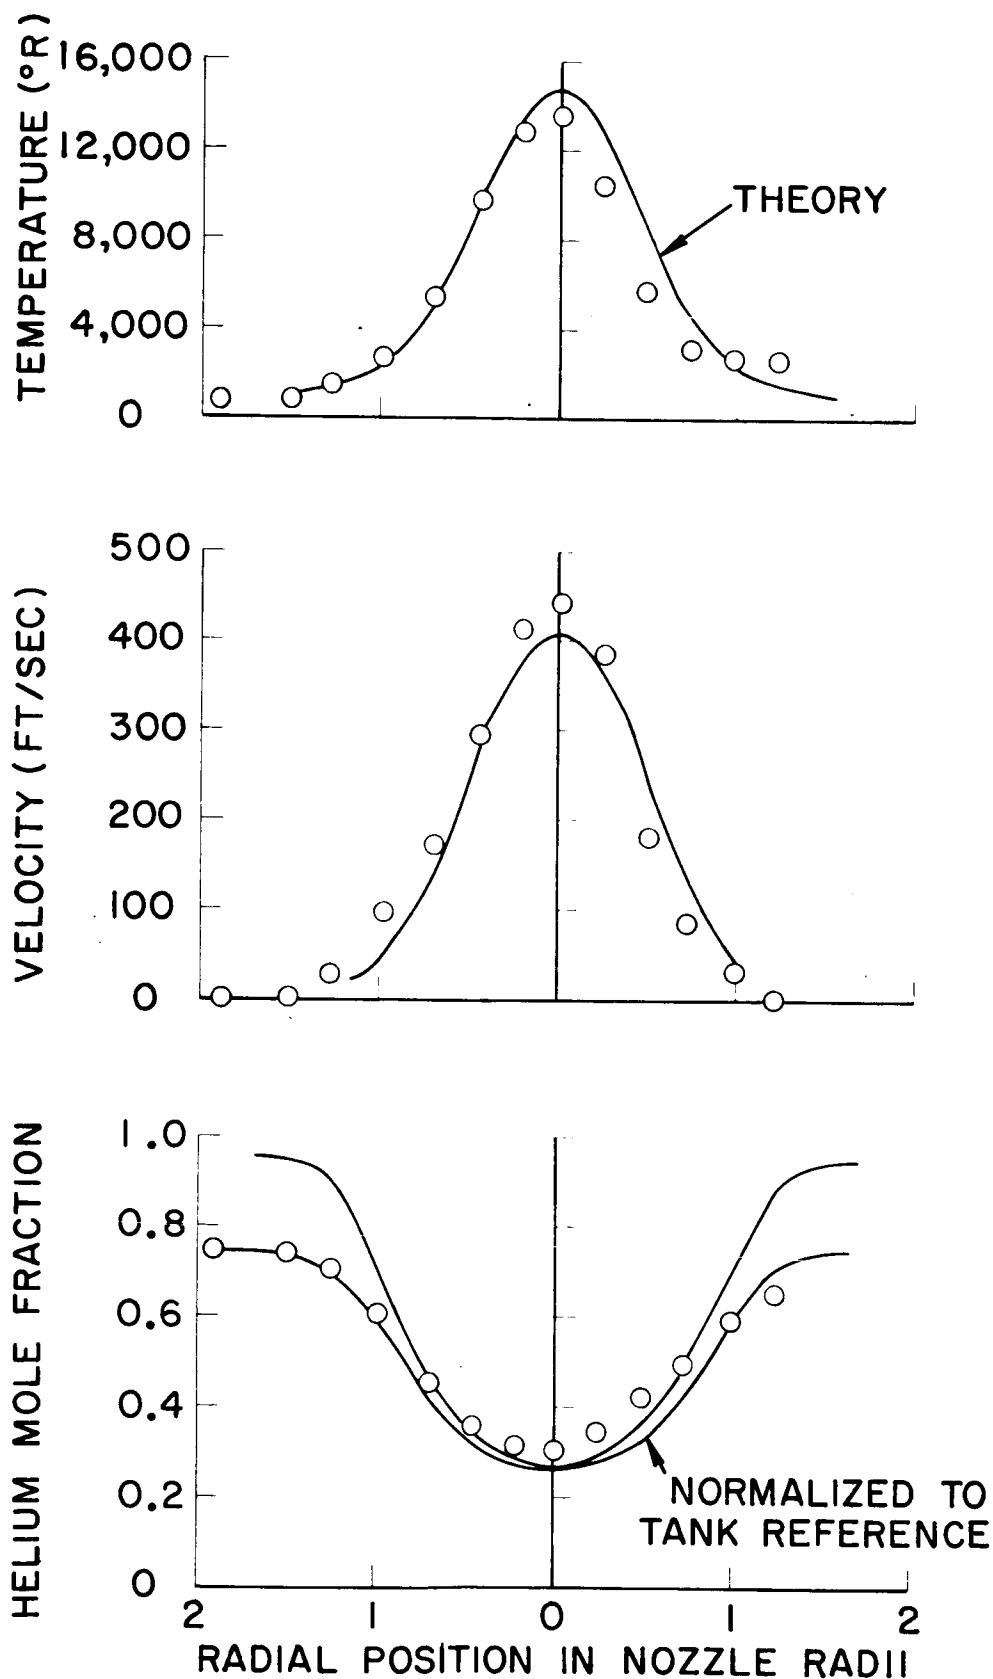 TEMPERATURE (°R)
16,000
12,000
8,000
4,000
0
THEORY
VELOCITY (FT/SEC)
500
400
300
200
100
0
HELIUM MOLE FRACTION
1.0
0.8
0.6
0.4
0.2
0
NORMALIZED TO
TANK REFERENCE
2 1 0 1 2
RADIAL POSITION IN NOZZLE RADII